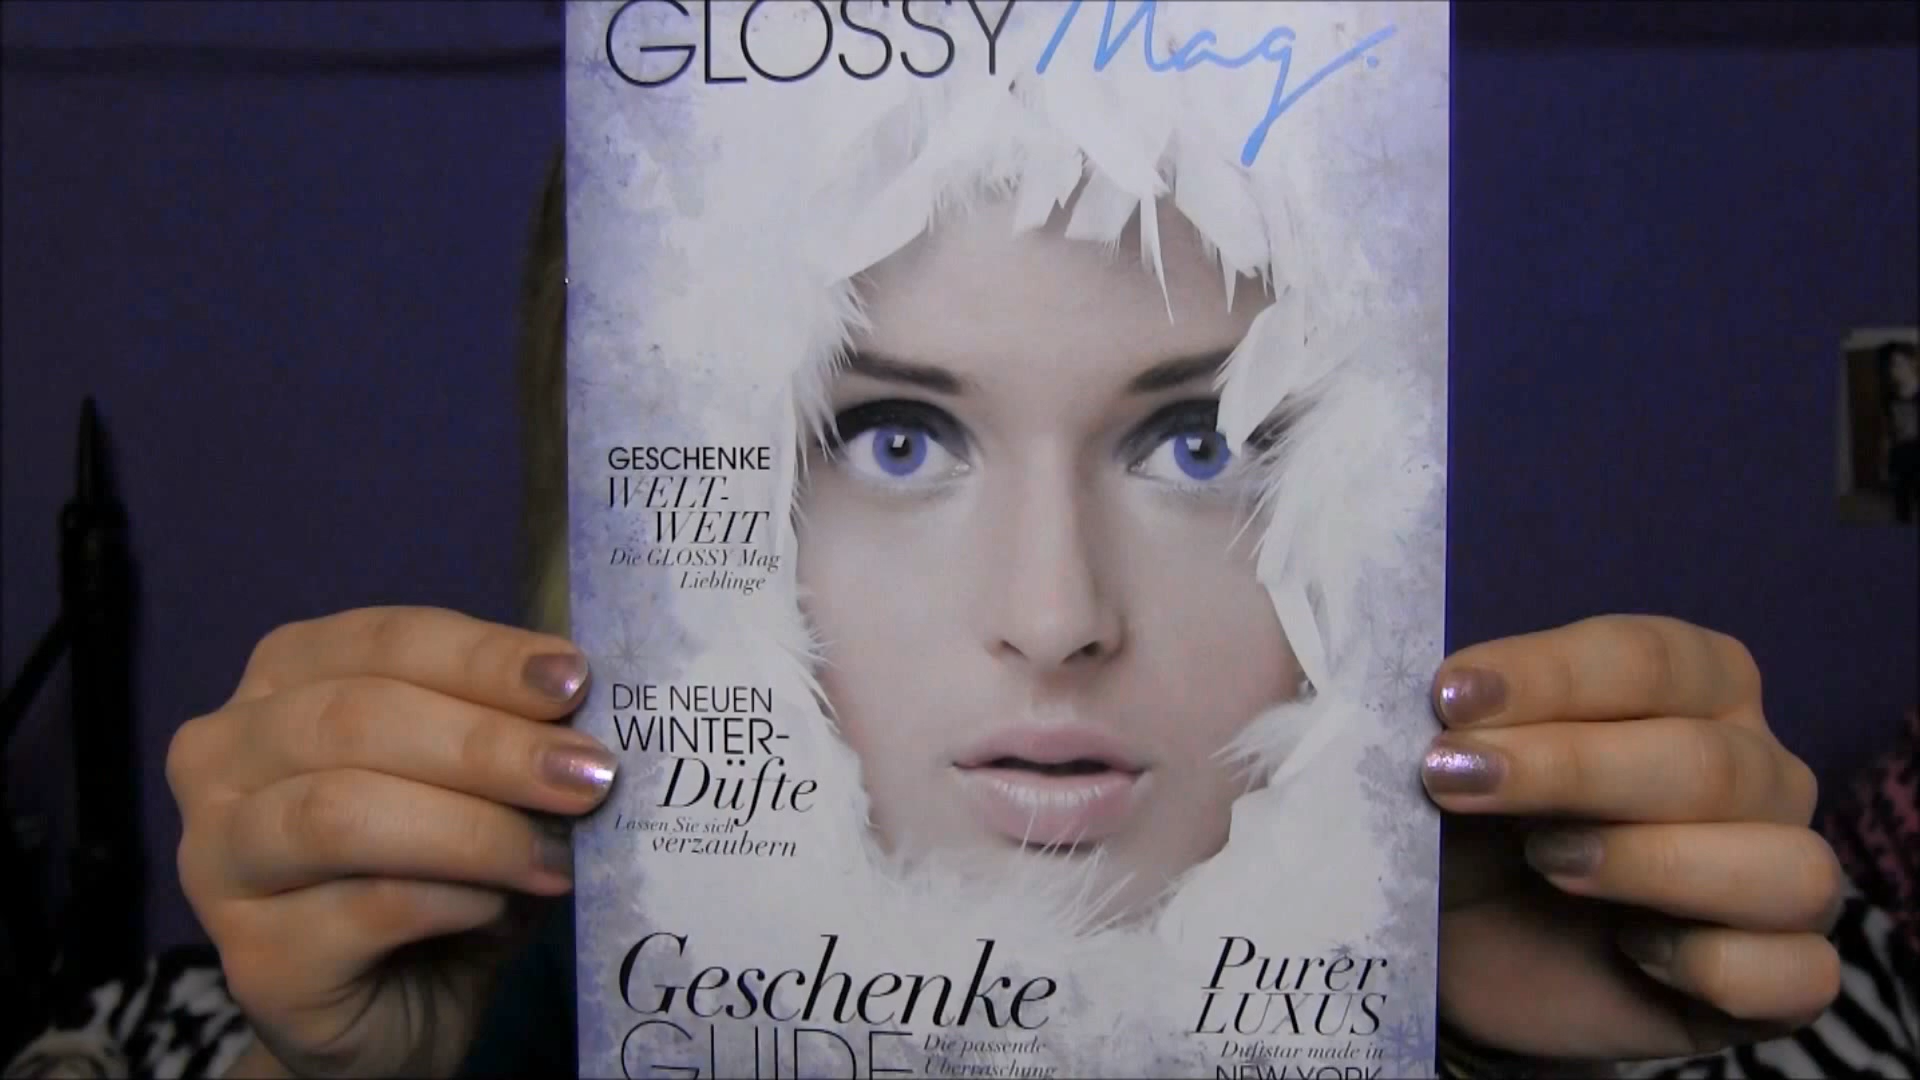 GLOSSY Mag.
GESCHENKE
WELT-
WEIT
Die GLOSSY Mag
Lieblinge
DIE NEUEN
WINTER-
Düfte
Lassen Sie sich
verzaubern
Geschenke
GUIDE
Die passende
Überraschung
Purer
LUXUS
Duftstar made in
NEW YORK